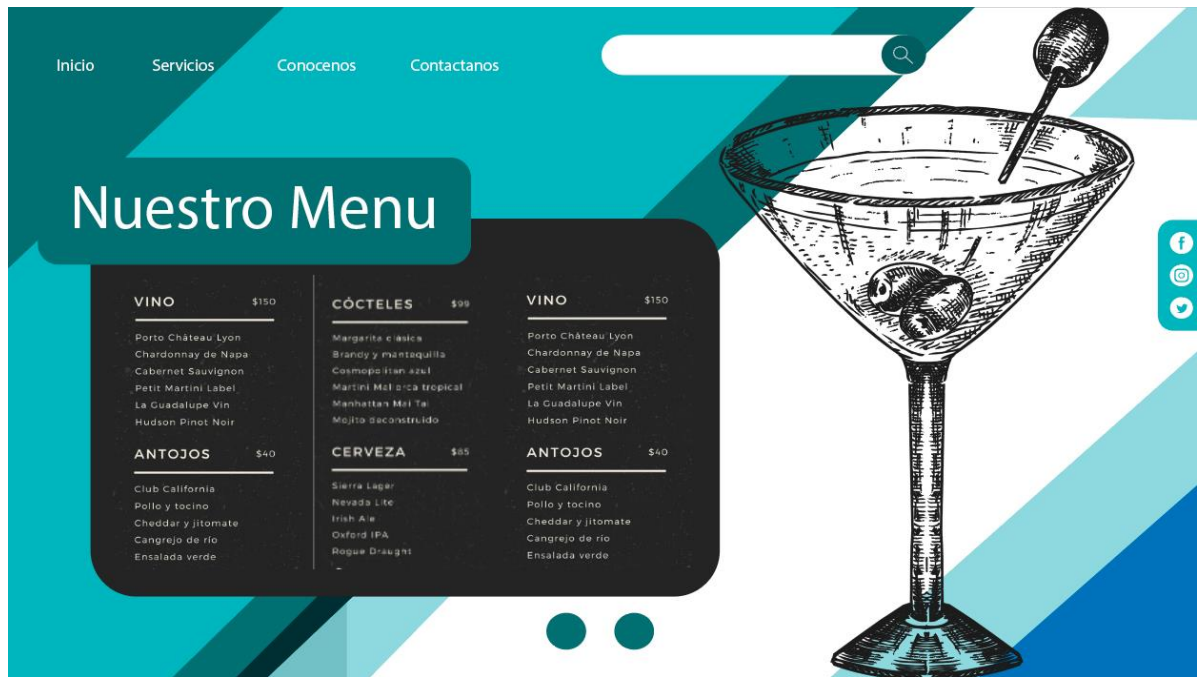 Inicio
Servicios
Conocenos
Contactanos
Nuestro Menu
VINO $150
Porto Château Lyon
Chardonnay de Napa
Cabernet Sauvignon
Petit Martini Label
La Guadalupe Vin
Hudson Pinot Noir
ANTOJOS $40
Club California
Pollo y tocino
Cheddar y jitomate
Cangrejo de río
Ensalada verde
CÓCTELES $99
Margarita clásica
Brandy y mantequilla
Cosmopolitan azul
Martini Mallorca tropical
Manhattan Mai Tai
Mojito deconstruido
CERVEZA $85
Sierra Lager
Nevada Lite
Irish Ale
Oxford IPA
Rogue Draught
VINO $150
Porto Château Lyon
Chardonnay de Napa
Cabernet Sauvignon
Petit Martini Label
La Guadalupe Vin
Hudson Pinot Noir
ANTOJOS $40
Club California
Pollo y tocino
Cheddar y jitomate
Cangrejo de río
Ensalada verde